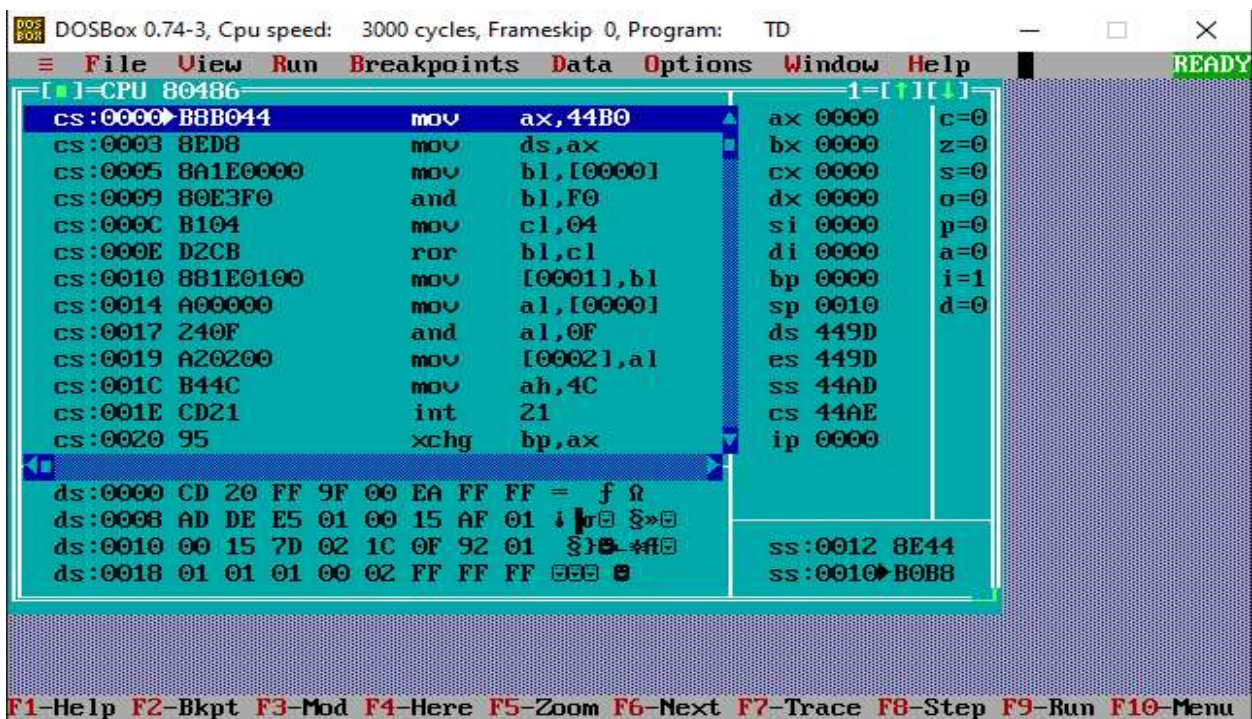 DOSBox 0.74-3, Cpu speed: 3000 cycles, Frameskip 0, Program: TD
≡ File View Run Breakpoints Data Options Window Help READY
[■]=CPU 80486 1=[↑][↓]
cs:0000▶B8B044 mov ax,44B0 ax 0000 c=0
cs:0003 8ED8 mov ds,ax bx 0000 z=0
cs:0005 8A1E0000 mov bl,[0000] cx 0000 s=0
cs:0009 80E3F0 and bl,F0 dx 0000 o=0
cs:000C B104 mov cl,04 si 0000 p=0
cs:000E D2CB ror bl,cl di 0000 a=0
cs:0010 881E0100 mov [0001],bl bp 0000 i=1
cs:0014 A00000 mov al,[0000] sp 0010 d=0
cs:0017 240F and al,0F ds 449D
cs:0019 A20200 mov [0002],al es 449D
cs:001C B44C mov ah,4C ss 44AD
cs:001E CD21 int 21 cs 44AE
cs:0020 95 xchg bp,ax ip 0000
ds:0000 CD 20 FF 9F 00 EA FF FF = ƒ Ω
ds:0008 AD DE E5 01 00 15 AF 01 ¡▐σ☺ §»☺
ds:0010 00 15 7D 02 1C 0F 92 01 §}☻∟☼Æ☺ ss:0012 8E44
ds:0018 01 01 01 00 02 FF FF FF ☺☺☺ ☻ ss:0010▶B0B8
F1-Help F2-Bkpt F3-Mod F4-Here F5-Zoom F6-Next F7-Trace F8-Step F9-Run F10-Menu